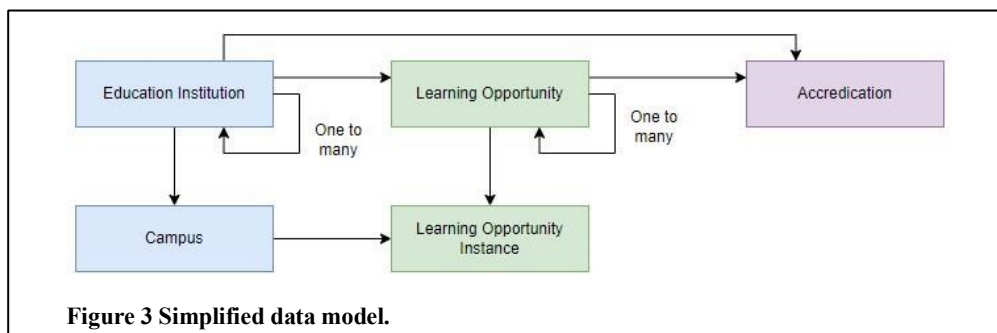 Education Institution
Learning Opportunity
Accredication
One to
many
One to
many
Campus
Learning Opportunity
Instance
Figure 3 Simplified data model.